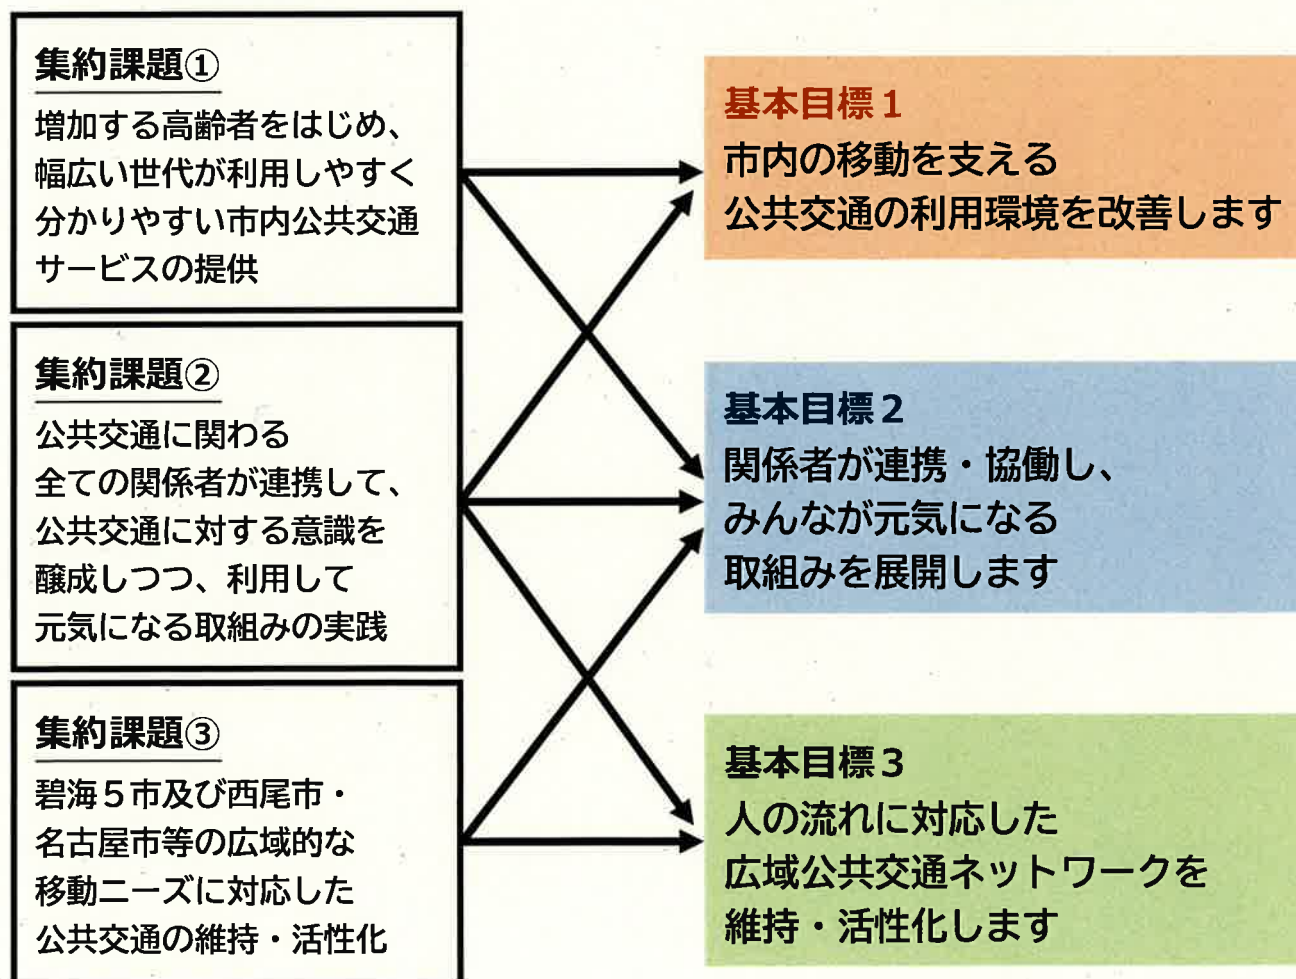 集約課題①
増加する高齢者をはじめ、
幅広い世代が利用しやすく
分かりやすい市内公共交通
サービスの提供
集約課題②
公共交通に関わる
全ての関係者が連携して、
公共交通に対する意識を
醸成しつつ、利用して
元気になる取組みの実践
集約課題③
碧海５市及び西尾市・
名古屋市等の広域的な
移動ニーズに対応した
公共交通の維持・活性化
基本目標１
市内の移動を支える
公共交通の利用環境を改善します
基本目標２
関係者が連携・協働し、
みんなが元気になる
取組みを展開します
基本目標３
人の流れに対応した
広域公共交通ネットワークを
維持・活性化します